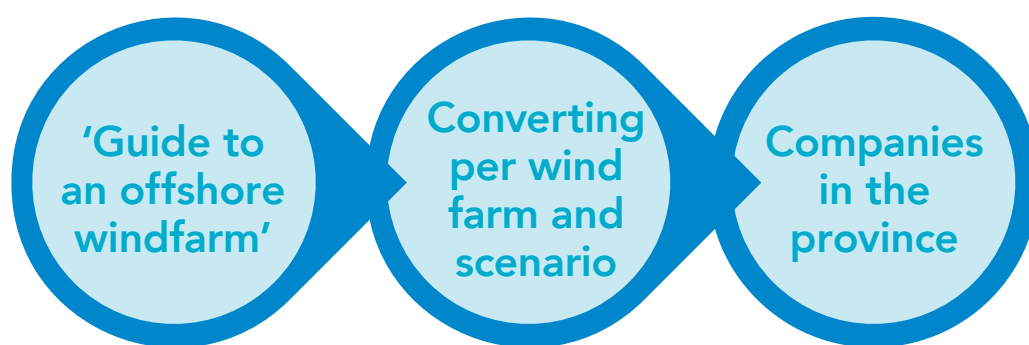 ‘Guide to
an offshore
windfarm’
Converting
per wind
farm and
scenario
Companies
in the
province